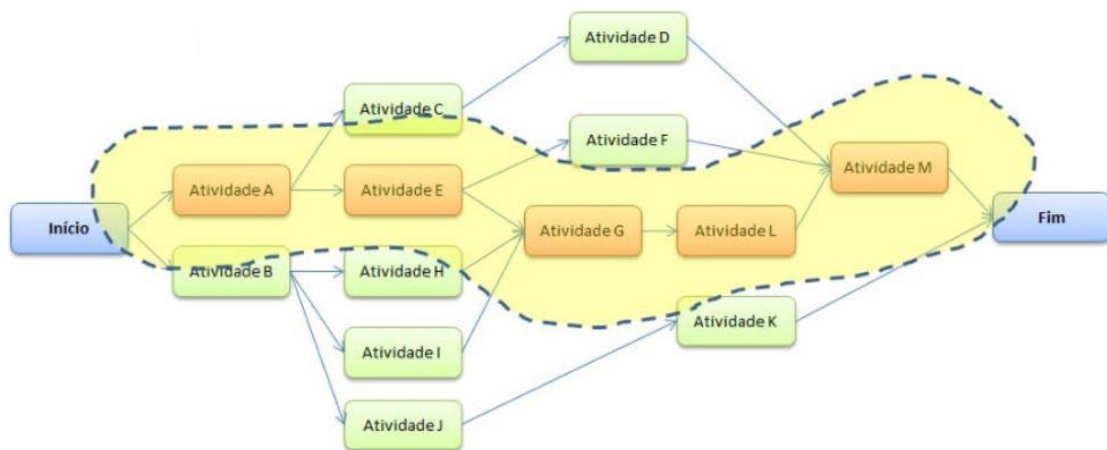 Atividade D
Atividade C
Atividade F
Atividade M
Atividade A
Atividade E
Início
Atividade G
Atividade L
Fim
Atividade B
Atividade H
Atividade K
Atividade I
Atividade J